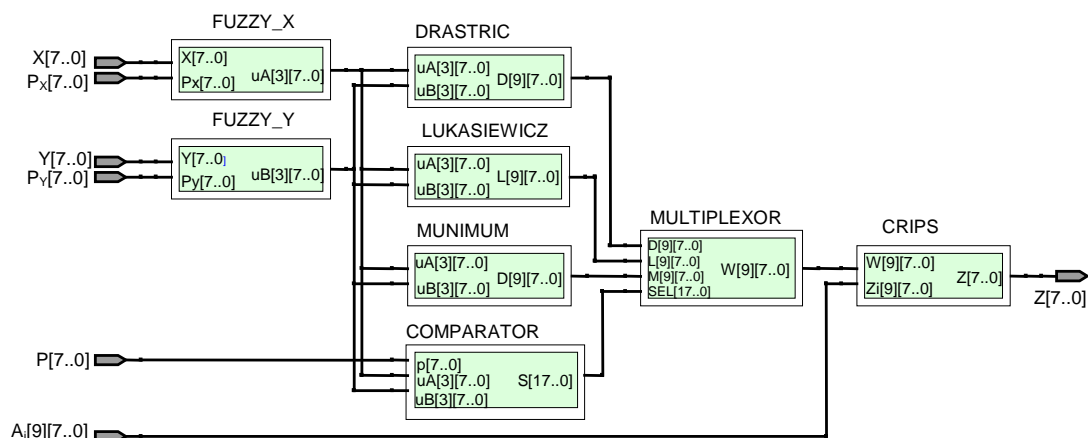 FUZZY_X
X[7..0]
PX[7..0]
X[7..0]
Px[7..0]
uA[3][7..0]
FUZZY_Y
Y[7..0]
PY[7..0]
Y[7..0]
Py[7..0]
uB[3][7..0]
DRASTRIC
uA[3][7..0]
uB[3][7..0]
D[9][7..0]
LUKASIEWICZ
uA[3][7..0]
uB[3][7..0]
L[9][7..0]
MUNIMUM
uA[3][7..0]
uB[3][7..0]
D[9][7..0]
COMPARATOR
P[7..0]
p[7..0]
uA[3][7..0]
uB[3][7..0]
S[17..0]
MULTIPLEXOR
D[9][7..0]
L[9][7..0]
M[9][7..0]
SEL[17..0]
W[9][7..0]
CRIPS
W[9][7..0]
Zi[9][7..0]
Z[7..0]
Z[7..0]
Ai[9][7..0]